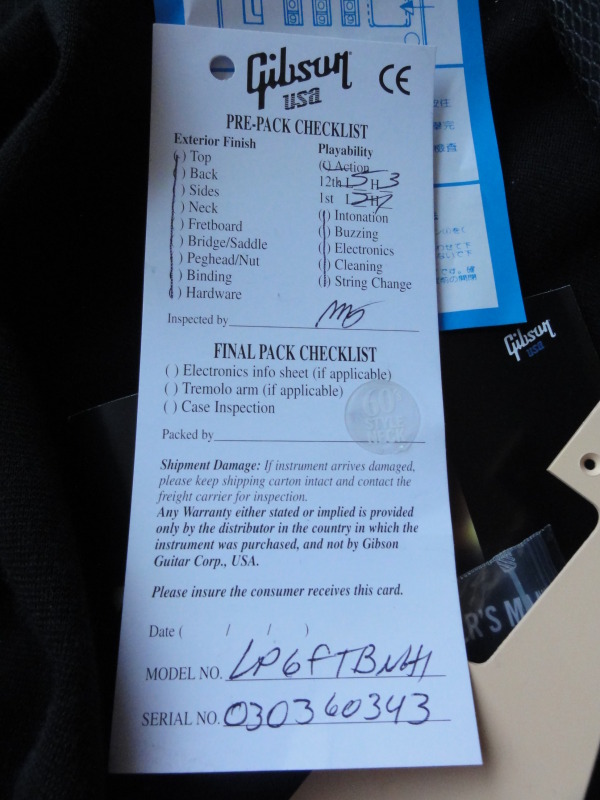 Gibson
USA
CE
PRE-PACK CHECKLIST
Exterior Finish
( ) Top
( ) Back
( ) Sides
( ) Neck
( ) Fretboard
( ) Bridge/Saddle
( ) Peghead/Nut
( ) Binding
( ) Hardware
Playability
( ) Action
12th L 5 H 3
1st L H
( ) Intonation
( ) Buzzing
( ) Electronics
( ) Cleaning
( ) String Change
Inspected by
FINAL PACK CHECKLIST
( ) Electronics info sheet (if applicable)
( ) Tremolo arm (if applicable)
( ) Case Inspection
Packed by
60'S
STYLE
NECK
Shipment Damage: If instrument arrives damaged,
please keep shipping carton intact and contact the
freight carrier for inspection.
Any Warranty either stated or implied is provided
only by the distributor in the country in which the
instrument was purchased, and not by Gibson
Guitar Corp., USA.
Please insure the consumer receives this card.
Date ( / / )
MODEL NO. LP6FTBNH1
SERIAL NO. 030360343
Gibson
USA
R'S M